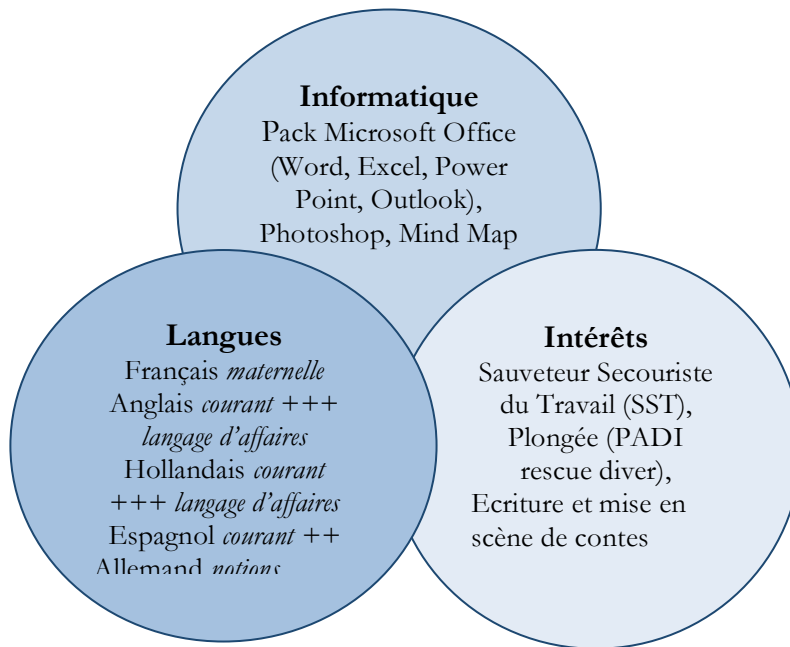 Informatique
Pack Microsoft Office
(Word, Excel, Power
Point, Outlook),
Photoshop, Mind Map
Langues
Français maternelle
Anglais courant +++
langage d’affaires
Hollandais courant
+++ langage d’affaires
Espagnol courant ++
Allemand notions
Intérêts
Sauveteur Secouriste
du Travail (SST),
Plongée (PADI
rescue diver),
Ecriture et mise en
scène de contes